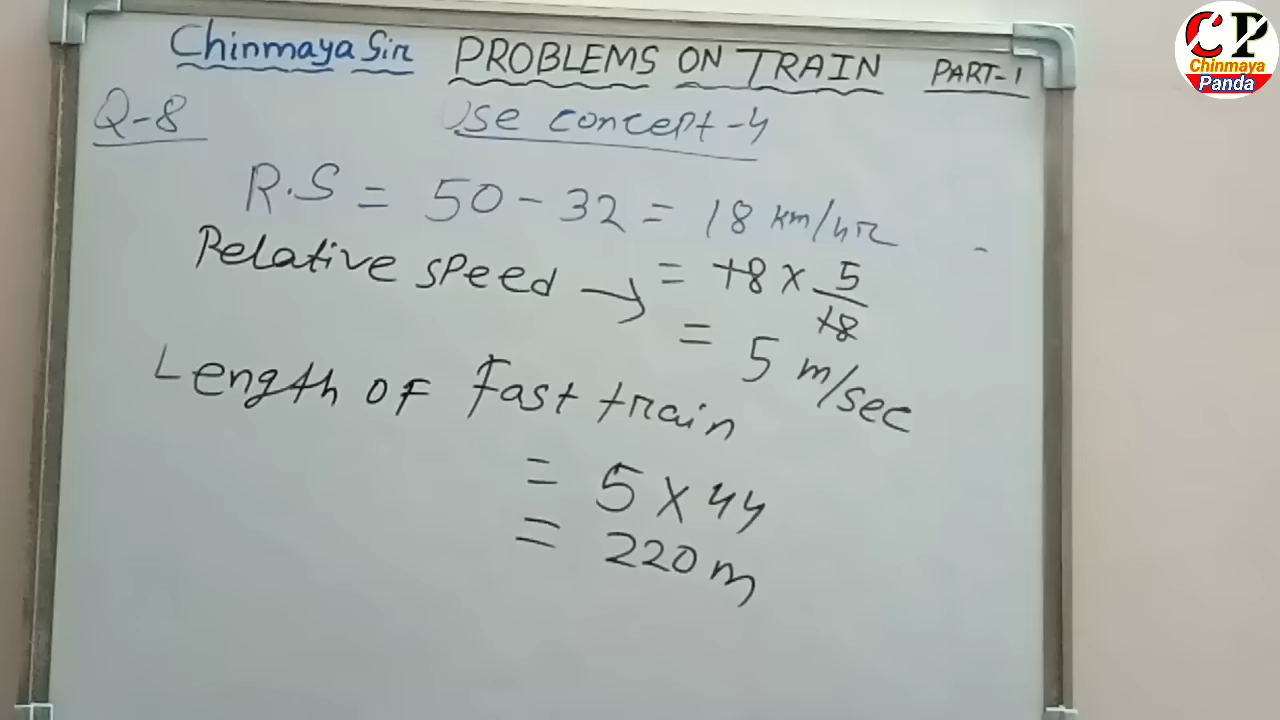 Chinmaya Sir PROBLEMS ON TRAIN PART-1
CP
Chinmaya
Panda
Q-8
Use concept-4
R.S = 50 - 32 = 18 km/hr
Relative speed → = 18 × 5/18
= 5 m/sec
Length of Fast train
= 5 × 44
= 220 m